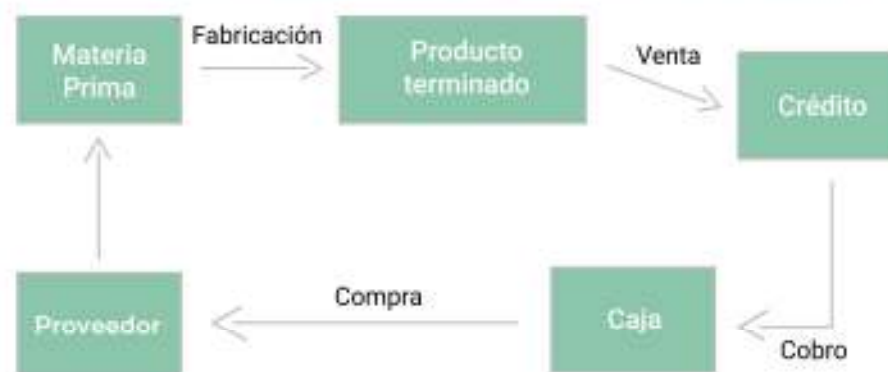 Materia
Prima
Fabricación
Producto
terminado
Venta
Crédito
Cobro
Caja
Compra
Proveedor